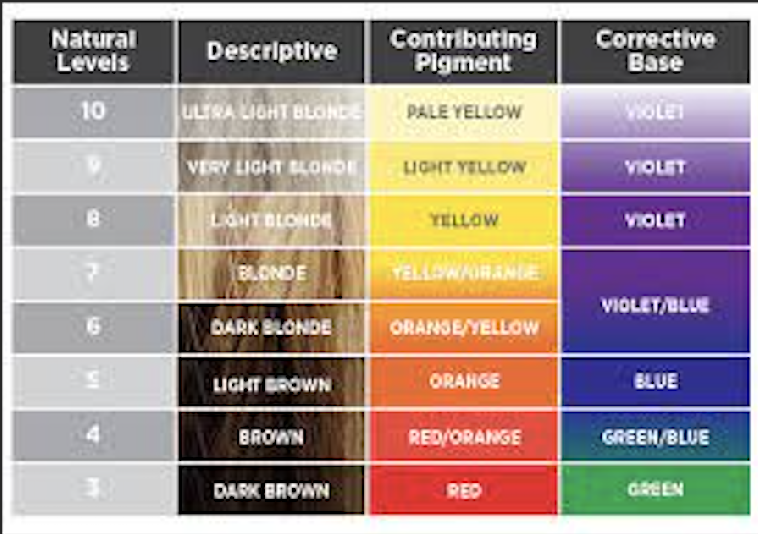 Natural Levels Descriptive Contributing Pigment Corrective Base
10 ULTRA LIGHT BLONDE PALE YELLOW VIOLET
9 VERY LIGHT BLONDE LIGHT YELLOW VIOLET
8 LIGHT BLONDE YELLOW VIOLET
7 BLONDE YELLOW/ORANGE
VIOLET/BLUE
6 DARK BLONDE ORANGE/YELLOW
5 LIGHT BROWN ORANGE BLUE
4 BROWN RED/ORANGE GREEN/BLUE
3 DARK BROWN RED GREEN